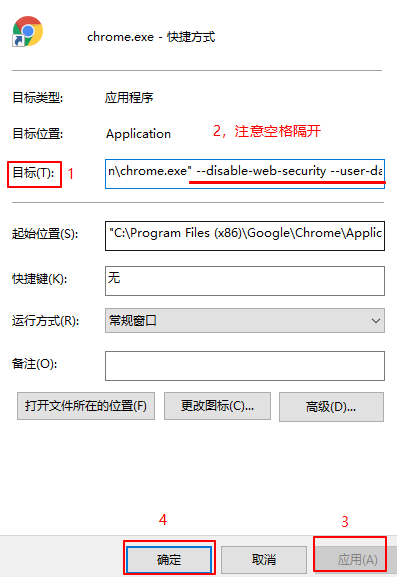 chrome.exe - 快捷方式
目标类型: 应用程序
目标位置: Application
2，注意空格隔开
目标(T): 1 n\chrome.exe" --disable-web-security --user-da
起始位置(S): "C:\Program Files (x86)\Google\Chrome\Applic
快捷键(K): 无
运行方式(R): 常规窗口
备注(O):
打开文件所在的位置(F) 更改图标(C)... 高级(D)...
4 3
确定 取消 应用(A)